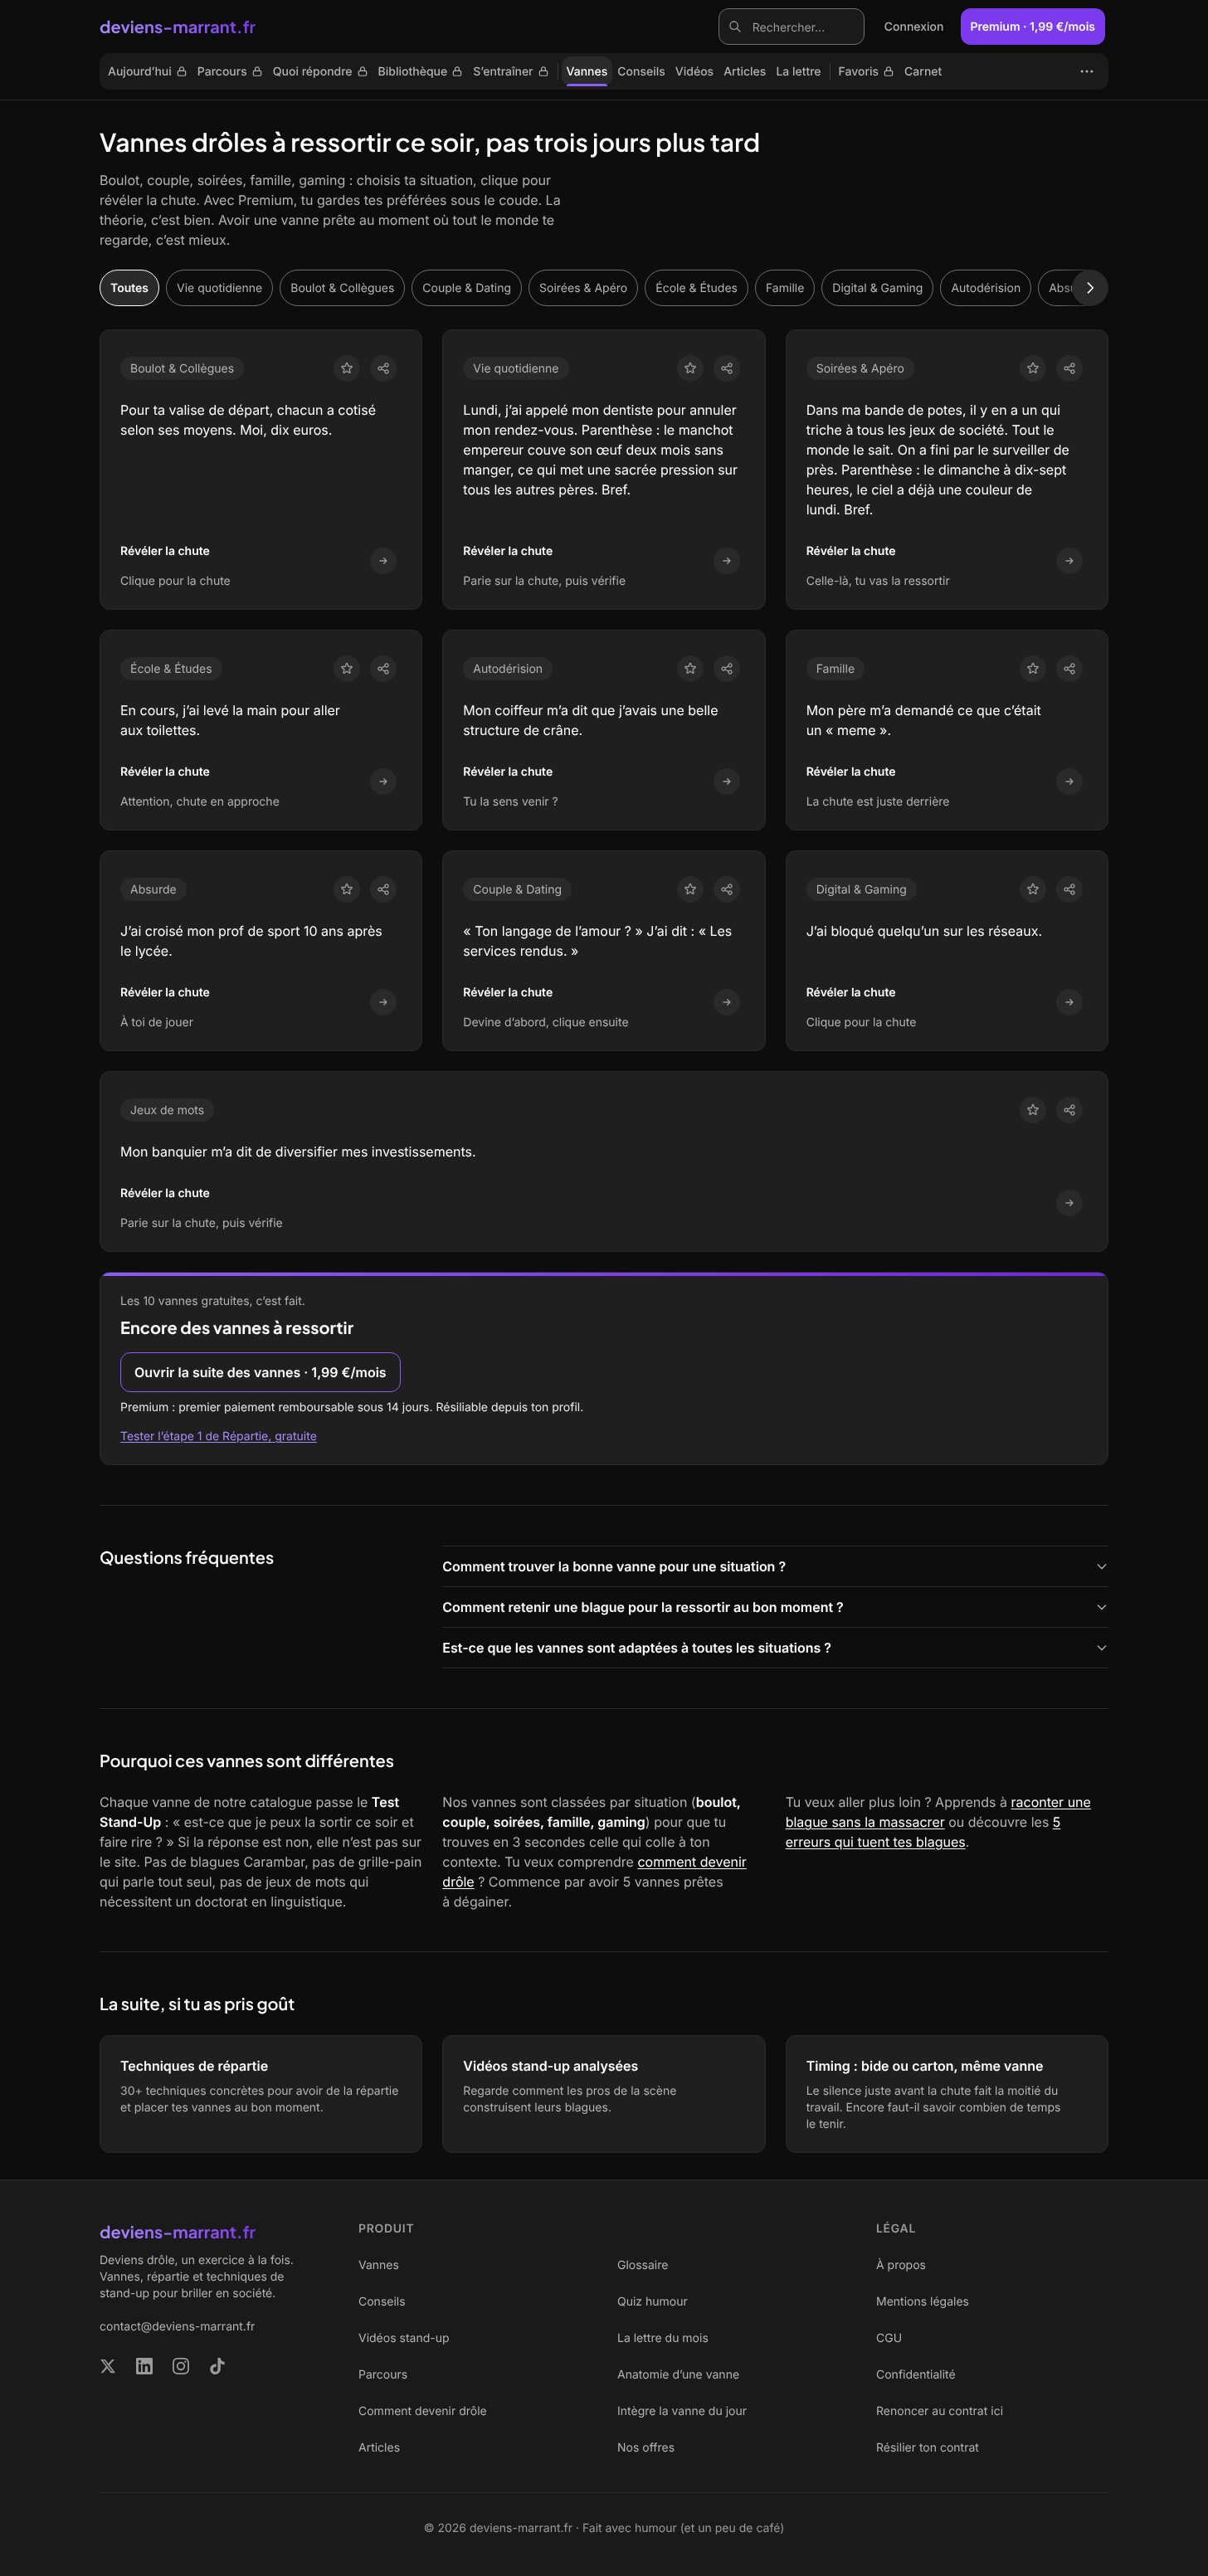 deviens-marrant.fr
Rechercher...
Connexion
Premium · 1,99 €/mois
Aujourd’hui
Parcours
Quoi répondre
Bibliothèque
S’entraîner
Vannes
Conseils
Vidéos
Articles
La lettre
Favoris
Carnet
Vannes drôles à ressortir ce soir, pas trois jours plus tard
Boulot, couple, soirées, famille, gaming : choisis ta situation, clique pour
révéler la chute. Avec Premium, tu gardes tes préférées sous le coude. La
théorie, c’est bien. Avoir une vanne prête au moment où tout le monde te
regarde, c’est mieux.
Toutes
Vie quotidienne
Boulot & Collègues
Couple & Dating
Soirées & Apéro
École & Études
Famille
Digital & Gaming
Autodérision
Boulot & Collègues
Pour ta valise de départ, chacun a cotisé
selon ses moyens. Moi, dix euros.
Révéler la chute
Clique pour la chute
Vie quotidienne
Lundi, j’ai appelé mon dentiste pour annuler
mon rendez-vous. Parenthèse : le manchot
empereur couve son œuf deux mois sans
manger, ce qui met une sacrée pression sur
tous les autres pères. Bref.
Révéler la chute
Parie sur la chute, puis vérifie
Soirées & Apéro
Dans ma bande de potes, il y en a un qui
triche à tous les jeux de société. Tout le
monde le sait. On a fini par le surveiller de
près. Parenthèse : le dimanche à dix-sept
heures, le ciel a déjà une couleur de
lundi. Bref.
Révéler la chute
Celle-là, tu vas la ressortir
École & Études
En cours, j’ai levé la main pour aller
aux toilettes.
Révéler la chute
Attention, chute en approche
Autodérision
Mon coiffeur m’a dit que j’avais une belle
structure de crâne.
Révéler la chute
Tu la sens venir ?
Famille
Mon père m’a demandé ce que c’était
un « meme ».
Révéler la chute
La chute est juste derrière
Absurde
J’ai croisé mon prof de sport 10 ans après
le lycée.
Révéler la chute
À toi de jouer
Couple & Dating
« Ton langage de l’amour ? » J’ai dit : « Les
services rendus. »
Révéler la chute
Devine d’abord, clique ensuite
Digital & Gaming
J’ai bloqué quelqu’un sur les réseaux.
Révéler la chute
Clique pour la chute
Jeux de mots
Mon banquier m’a dit de diversifier mes investissements.
Révéler la chute
Parie sur la chute, puis vérifie
Les 10 vannes gratuites, c’est fait.
Encore des vannes à ressortir
Ouvrir la suite des vannes · 1,99 €/mois
Premium : premier paiement remboursable sous 14 jours. Résiliable depuis ton profil.
Tester l’étape 1 de Répartie, gratuite
Questions fréquentes
Comment trouver la bonne vanne pour une situation ?
Comment retenir une blague pour la ressortir au bon moment ?
Est-ce que les vannes sont adaptées à toutes les situations ?
Pourquoi ces vannes sont différentes
Chaque vanne de notre catalogue passe le Test
Stand-Up : « est-ce que je peux la sortir ce soir et
faire rire ? » Si la réponse est non, elle n’est pas sur
le site. Pas de blagues Carambar, pas de grille-pain
qui parle tout seul, pas de jeux de mots qui
nécessitent un doctorat en linguistique.
Nos vannes sont classées par situation (boulot,
couple, soirées, famille, gaming) pour que tu
trouves en 3 secondes celle qui colle à ton
contexte. Tu veux comprendre comment devenir
drôle ? Commence par avoir 5 vannes prêtes
à dégainer.
Tu veux aller plus loin ? Apprends à raconter une
blague sans la massacrer ou découvre les 5
erreurs qui tuent tes blagues.
La suite, si tu as pris goût
Techniques de répartie
30+ techniques concrètes pour avoir de la répartie
et placer tes vannes au bon moment.
Vidéos stand-up analysées
Regarde comment les pros de la scène
construisent leurs blagues.
Timing : bide ou carton, même vanne
Le silence juste avant la chute fait la moitié du
travail. Encore faut-il savoir combien de temps
le tenir.
deviens-marrant.fr
Deviens drôle, un exercice à la fois.
Vannes, répartie et techniques de
stand-up pour briller en société.
contact@deviens-marrant.fr
PRODUIT
Vannes
Conseils
Vidéos stand-up
Parcours
Comment devenir drôle
Articles
Glossaire
Quiz humour
La lettre du mois
Anatomie d’une vanne
Intègre la vanne du jour
Nos offres
LÉGAL
À propos
Mentions légales
CGU
Confidentialité
Renoncer au contrat ici
Résilier ton contrat
© 2026 deviens-marrant.fr · Fait avec humour (et un peu de café)